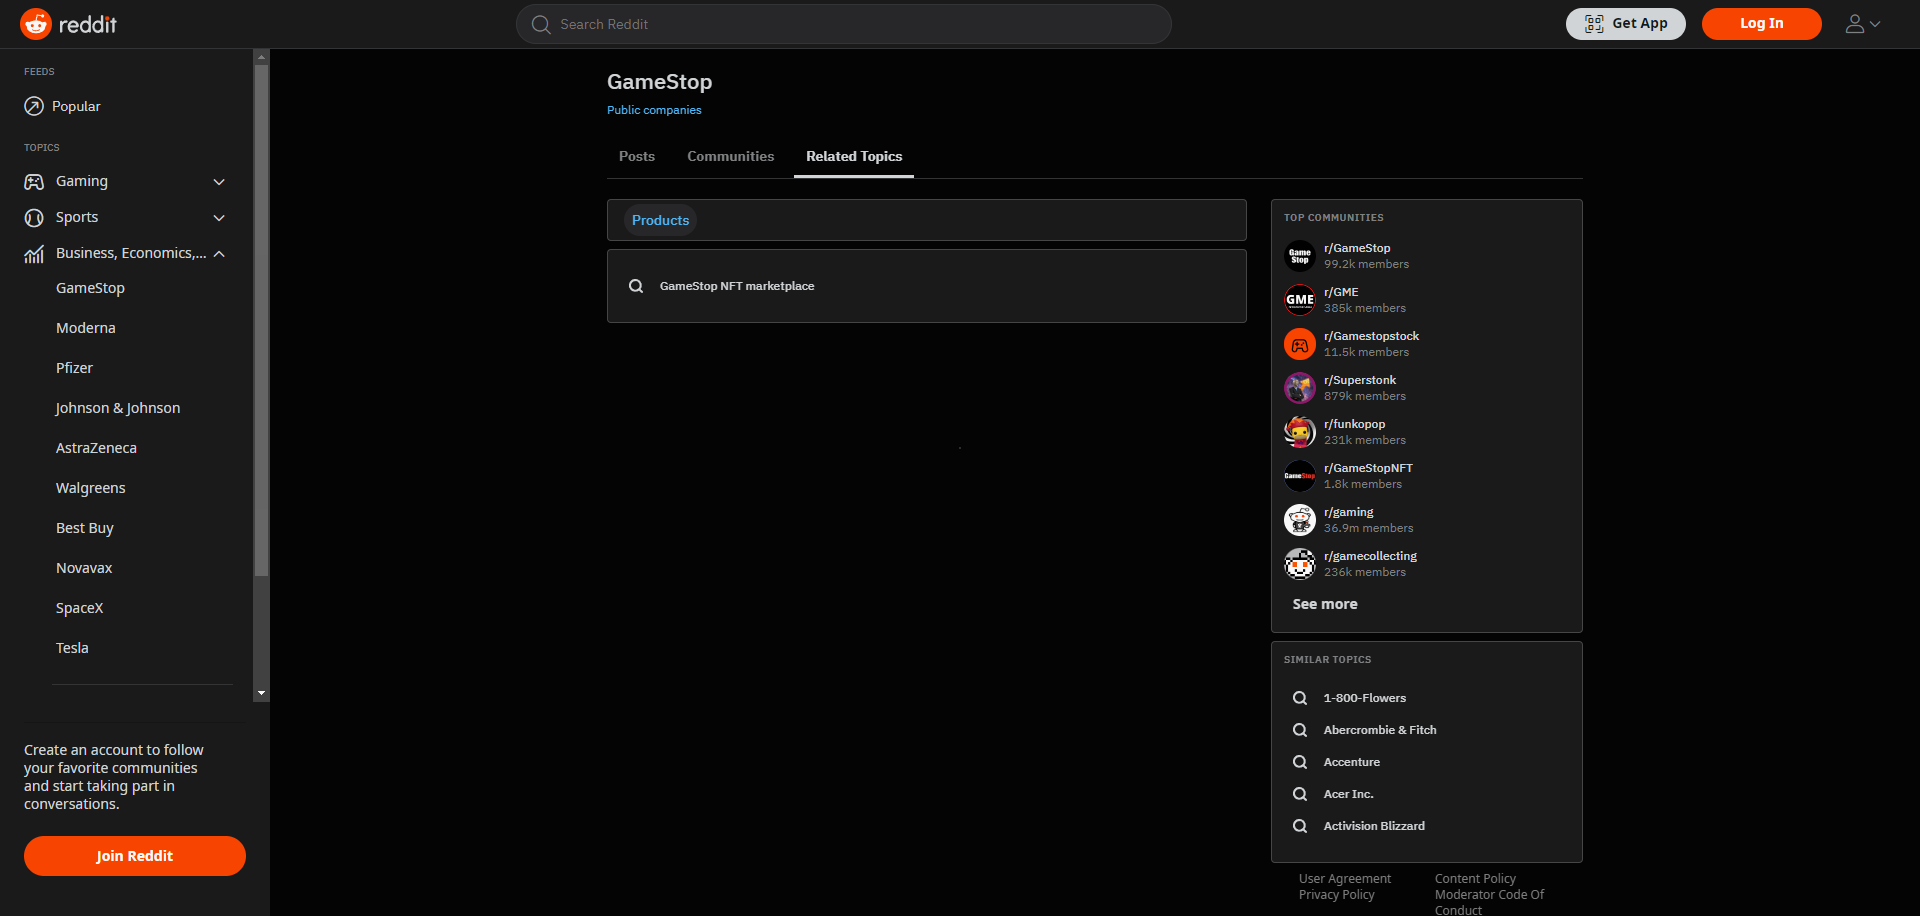 reddit
Search Reddit
Get App
Log In
FEEDS
Popular
TOPICS
Gaming
Sports
Business, Economics,...
GameStop
Moderna
Pfizer
Johnson & Johnson
AstraZeneca
Walgreens
Best Buy
Novavax
SpaceX
Tesla
Create an account to follow
your favorite communities
and start taking part in
conversations.
Join Reddit
GameStop
Public companies
Posts
Communities
Related Topics
Products
GameStop NFT marketplace
TOP COMMUNITIES
Game
Stop
r/GameStop
99.2k members
GME
r/GME
385k members
r/Gamestopstock
11.5k members
r/Superstonk
879k members
r/funkopop
231k members
GameStop
r/GameStopNFT
1.8k members
r/gaming
36.9m members
r/gamecollecting
236k members
See more
SIMILAR TOPICS
1-800-Flowers
Abercrombie & Fitch
Accenture
Acer Inc.
Activision Blizzard
User Agreement
Privacy Policy
Content Policy
Moderator Code Of
Conduct